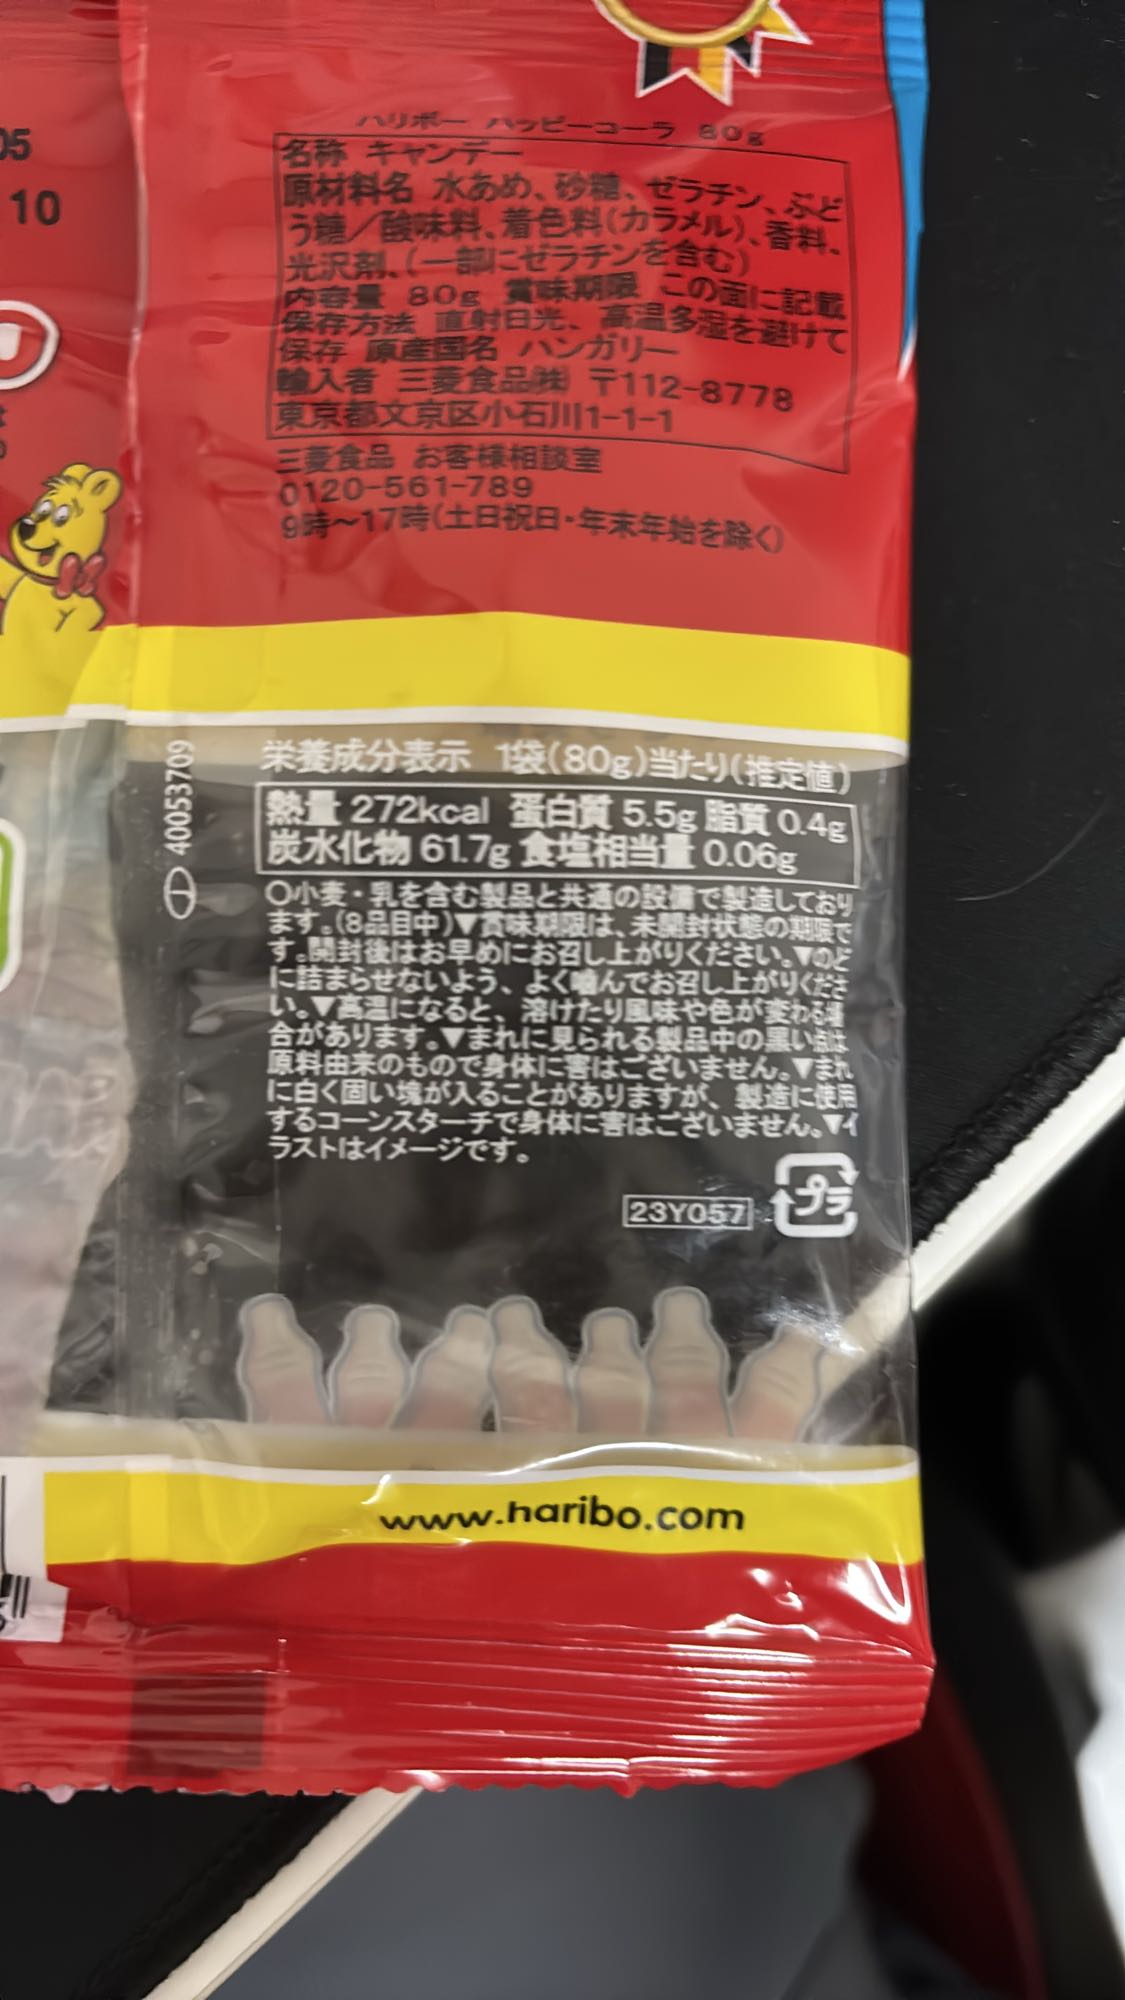 05
10
ハリボー ハッピーコーラ 80g
名称 キャンデー
原材料名 水あめ、砂糖、ゼラチン、ぶど
う糖/酸味料、着色料(カラメル)、香料、
光沢剤、(一部にゼラチンを含む)
内容量 80g 賞味期限 この面に記載
保存方法 直射日光、高温多湿を避けて
保存 原産国名 ハンガリー
輸入者 三菱食品㈱ 〒112-8778
東京都文京区小石川1-1-1
三菱食品 お客様相談室
0120-561-789
9時〜17時(土日祝日・年末年始を除く)
40053709
栄養成分表示 1袋(80g)当たり(推定値)
熱量 272kcal 蛋白質 5.5g 脂質 0.4g
炭水化物 61.7g 食塩相当量 0.06g
○小麦・乳を含む製品と共通の設備で製造しており
ます。(8品目中)▼賞味期限は、未開封状態の期限で
す。開封後はお早めにお召し上がりください。▼のど
に詰まらせないよう、よく噛んでお召し上がりくださ
い。▼高温になると、溶けたり風味や色が変わる場
合があります。▼まれに見られる製品中の黒い点は
原料由来のもので身体に害はございません。▼まれ
に白く固い塊が入ることがありますが、製造に使用
するコーンスターチで身体に害はございません。▼イ
ラストはイメージです。
23Y057
プラ
www.haribo.com